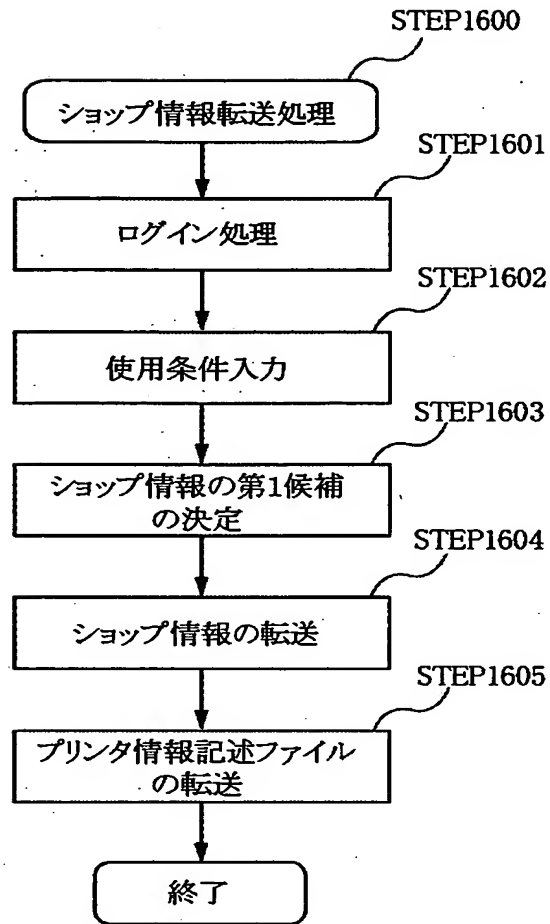 STEP1600
ショップ情報転送処理
STEP1601
ログイン処理
STEP1602
使用条件入力
STEP1603
ショップ情報の第1候補
の決定
STEP1604
ショップ情報の転送
STEP1605
プリンタ情報記述ファイル
の転送
終了